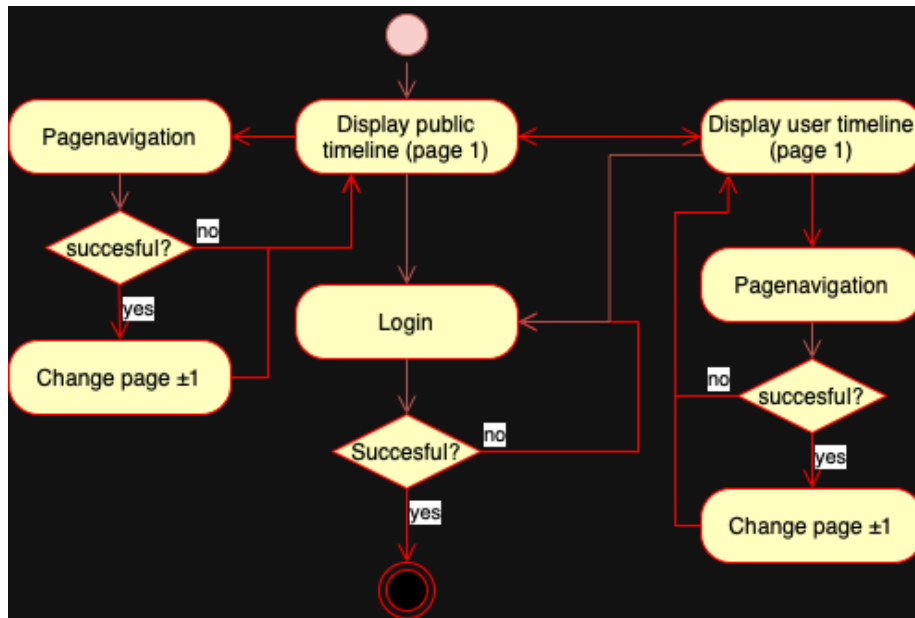 Pagenavigation
Display public
timeline (page 1)
Display user timeline
(page 1)
succesful?
no
yes
Change page ±1
Login
Succesful?
no
yes
Pagenavigation
succesful?
no
yes
Change page ±1